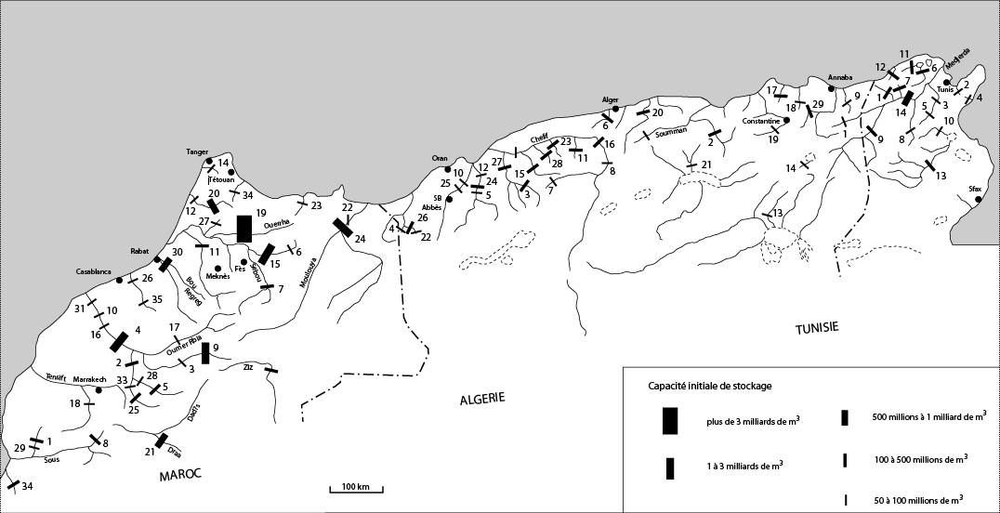 11
Medjerda
12
6
Annaba
7
Tunis
2
17
9
1
4
Alger
18
29
14
3
5
20
Constantine
10
6
Soumman
19
1
9
8
Chelif
23
16
2
Tanger
14
Oran
12
27
28
11
21
14
13
Tétouan
10
24
15
8
25
5
3
7
Sfax
20
34
SB
Abbès
12
23
22
19
27
Ouerrha
26
4
22
13
24
Rabat
30
11
15
6
Fès
Meknès
Sebou
Moulouya
Casablanca
26
Bou
Regreg
7
31
10
35
16
4
17
TUNISIE
Oumer Rbia
9
2
3
Ziz
Tensift
Marrakech
33
28
5
Capacité initiale de stockage
18
25
ALGERIE
Dadi's
plus de 3 milliards de m3
500 millions à 1 milliard de m3
29
1
8
21
Draa
Sous
100 à 500 millions de m3
1 à 3 milliards de m3
34
MAROC
100 km
50 à 100 millions de m3